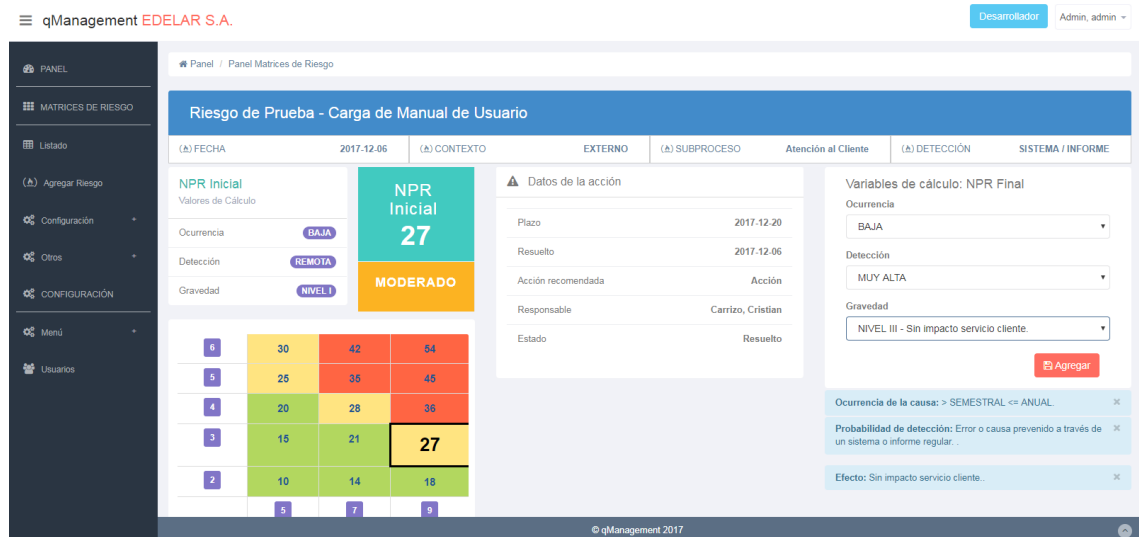 qManagement EDELAR S.A.
Desarrollador
Admin, admin
PANEL
MATRICES DE RIESGO
Listado
Agregar Riesgo
Configuración +
Otros +
CONFIGURACIÓN
Menú +
Usuarios
Panel / Panel Matrices de Riesgo
Riesgo de Prueba - Carga de Manual de Usuario
FECHA 2017-12-06
CONTEXTO EXTERNO
SUBPROCESO Atención al Cliente
DETECCIÓN SISTEMA / INFORME
NPR Inicial
Valores de Cálculo
Ocurrencia BAJA
Detección REMOTA
Gravedad NIVEL I
NPR
Inicial
27
MODERADO
6 30 42 54
5 25 35 45
4 20 28 36
3 15 21 27
2 10 14 18
5 7 9
Datos de la acción
Plazo 2017-12-20
Resuelto 2017-12-06
Acción recomendada Acción
Responsable Carrizo, Cristian
Estado Resuelto
Variables de cálculo: NPR Final
Ocurrencia
BAJA
Detección
MUY ALTA
Gravedad
NIVEL III - Sin impacto servicio cliente.
Agregar
Ocurrencia de la causa: > SEMESTRAL <= ANUAL.
Probabilidad de detección: Error o causa prevenido a través de
un sistema o informe regular. .
Efecto: Sin impacto servicio cliente..
© qManagement 2017